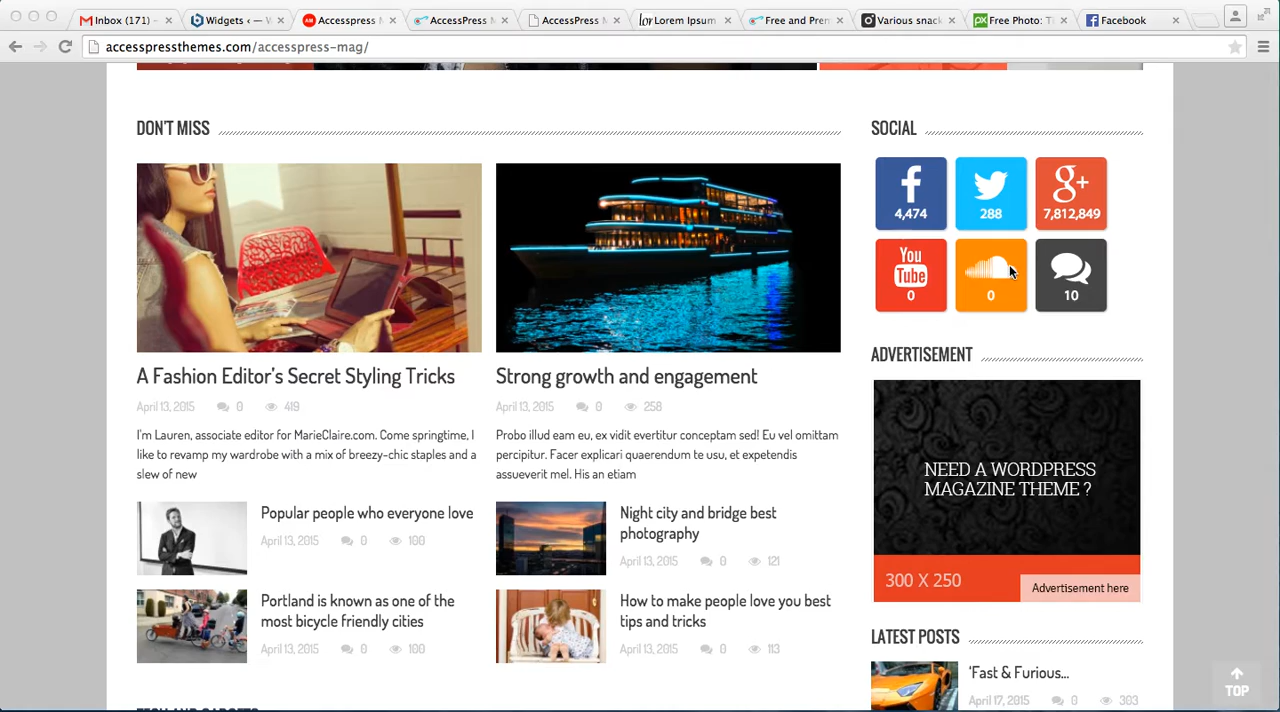 Inbox (171) -
Widgets ‹ — W
Accesspress
AccessPress M
AccessPress M
Lorem Ipsum
Free and Prem
Various snack
Free Photo: T
Facebook
accesspressthemes.com/accesspress-mag/
DON'T MISS
A Fashion Editor's Secret Styling Tricks
April 13, 2015 0 419
I'm Lauren, associate editor for MarieClaire.com. Come springtime, I
like to revamp my wardrobe with a mix of breezy-chic staples and a
slew of new
Popular people who everyone love
April 13, 2015 0 100
Portland is known as one of the
most bicycle friendly cities
April 13, 2015 0 100
Strong growth and engagement
April 13, 2015 0 258
Probo illud eam eu, ex vidit evertitur conceptam sed! Eu vel omittam
percipitur. Facer explicari quaerendum te usu, et expetendis
assueverit mel. His an etiam
Night city and bridge best
photography
April 13, 2015 0 121
How to make people love you best
tips and tricks
April 13, 2015 0 113
SOCIAL
4,474
288
g+
7,812,849
You
Tube
0
0
10
ADVERTISEMENT
NEED A WORDPRESS
MAGAZINE THEME ?
300 X 250
Advertisement here
LATEST POSTS
'Fast & Furious...
April 17, 2015 0 303
TOP